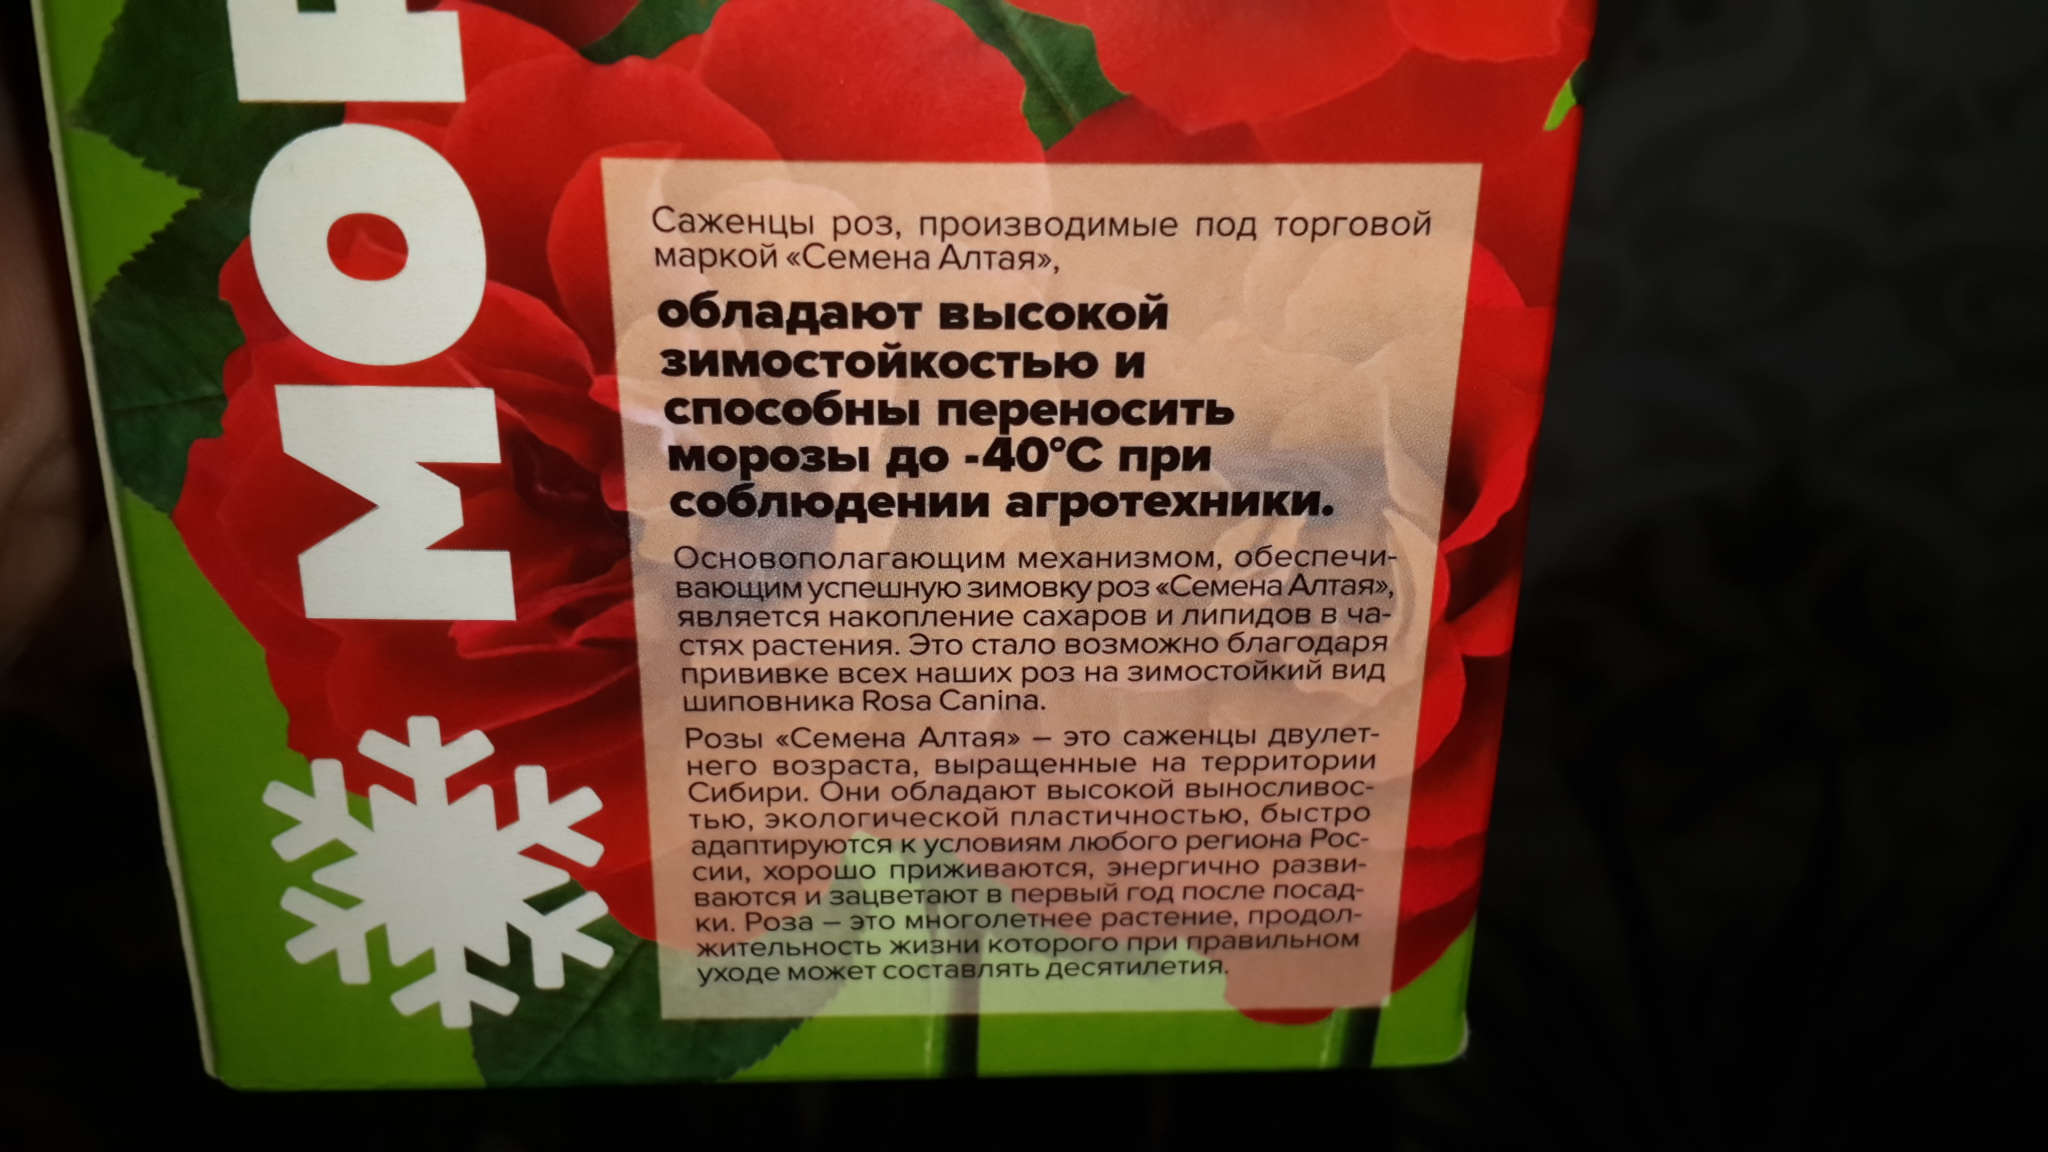 МОР
Саженцы роз, производимые под торговой
маркой «Семена Алтая»,
обладают высокой
зимостойкостью и
способны переносить
морозы до -40°С при
соблюдении агротехники.
Основополагающим механизмом, обеспечи-
вающим успешную зимовку роз «Семена Алтая»,
является накопление сахаров и липидов в ча-
стях растения. Это стало возможно благодаря
прививке всех наших роз на зимостойкий вид
шиповника Rosa Canina.
Розы «Семена Алтая» – это саженцы двулет-
него возраста, выращенные на территории
Сибири. Они обладают высокой выносливос-
тью, экологической пластичностью, быстро
адаптируются к условиям любого региона Рос-
сии, хорошо приживаются, энергично разви-
ваются и зацветают в первый год после посад-
ки. Роза – это многолетнее растение, продол-
жительность жизни которого при правильном
уходе может составлять десятилетия.